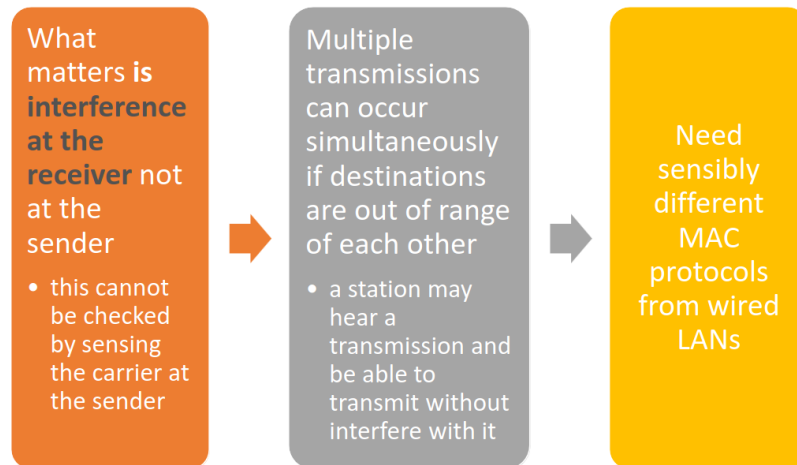 What
matters is
interference
at the
receiver not
at the
sender
• this cannot
be checked
by sensing
the carrier at
the sender
Multiple
transmissions
can occur
simultaneously
if destinations
are out of range
of each other
• a station may
hear a
transmission and
be able to
transmit without
interfere with it
Need
sensibly
different
MAC
protocols
from wired
LANs